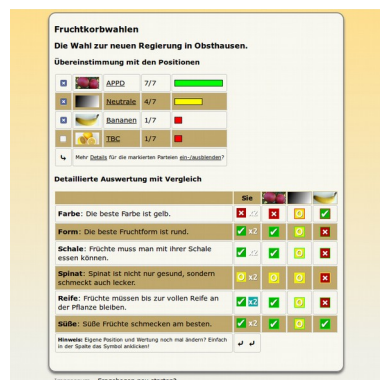 Fruchtkorbwahlen
Die Wahl zur neuen Regierung in Obsthausen.
Übereinstimmung mit den Positionen
APPD 7/7
Neutrale 4/7
Bananen 1/7
TBC 1/7
Mehr Details für die markierten Parteien ein-/ausblenden?
Detaillierte Auswertung mit Vergleich
Sie
Farbe: Die beste Farbe ist gelb. x2
Form: Die beste Fruchtform ist rund. x2
Schale: Früchte muss man mit ihrer Schale x2
essen können.
Spinat: Spinat ist nicht nur gesund, sondern x2
schmeckt auch lecker.
Reife: Früchte müssen bis zur vollen Reife an x2
der Pflanze bleiben.
Süße: Süße Früchte schmecken am besten. x2
Hinweis: Eigene Position und Wertung noch mal ändern? Einfach
in der Spalte das Symbol anklicken!